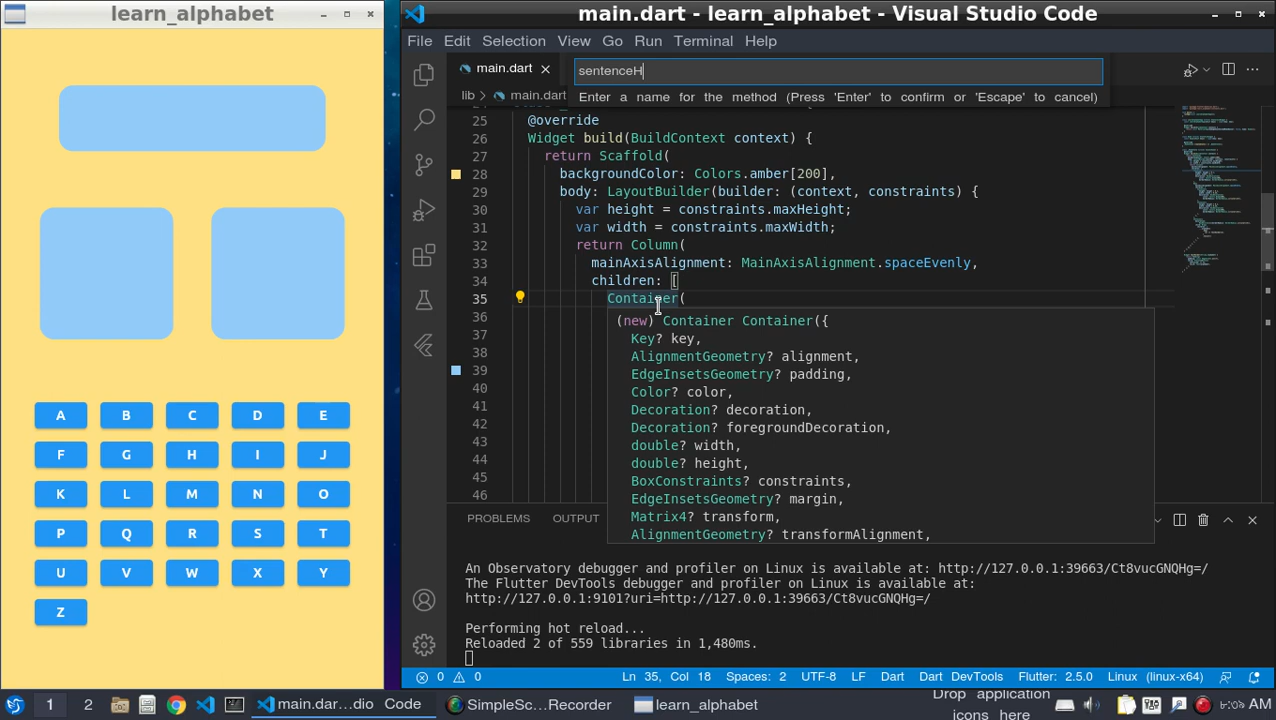 learn_alphabet
main.dart - learn_alphabet - Visual Studio Code
File Edit Selection View Go Run Terminal Help
main.dart
sentenceH
lib > main.dart
Enter a name for the method (Press 'Enter' to confirm or 'Escape' to cancel)
25 @override
26 Widget build(BuildContext context) {
27 return Scaffold(
28 backgroundColor: Colors.amber[200],
29 body: LayoutBuilder(builder: (context, constraints) {
30 var height = constraints.maxHeight;
31 var width = constraints.maxWidth;
32 return Column(
33 mainAxisAlignment: MainAxisAlignment.spaceEvenly,
34 children: [
35 Container(
36 (new) Container Container({
37 Key? key,
38 AlignmentGeometry? alignment,
39 EdgeInsetsGeometry? padding,
40 Color? color,
41 Decoration? decoration,
42 Decoration? foregroundDecoration,
43 double? width,
44 double? height,
45 BoxConstraints? constraints,
46 EdgeInsetsGeometry? margin,
Matrix4? transform,
AlignmentGeometry? transformAlignment,
A B C D E
F G H I J
K L M N O
P Q R S T
U V W X Y
Z
PROBLEMS OUTPUT
An Observatory debugger and profiler on Linux is available at: http://127.0.0.1:39663/Ct8vucGNQHg=/
The Flutter DevTools debugger and profiler on Linux is available at:
http://127.0.0.1:9101?uri=http://127.0.0.1:39663/Ct8vucGNQHg=/
Performing hot reload...
Reloaded 2 of 559 libraries in 1,480ms.
0 0 Ln 35, Col 18 Spaces: 2 UTF-8 LF Dart Dart DevTools Flutter: 2.5.0 Linux (linux-x64)
1 2 main.dar...dio Code SimpleSc...Recorder learn_alphabet Drop application icons here